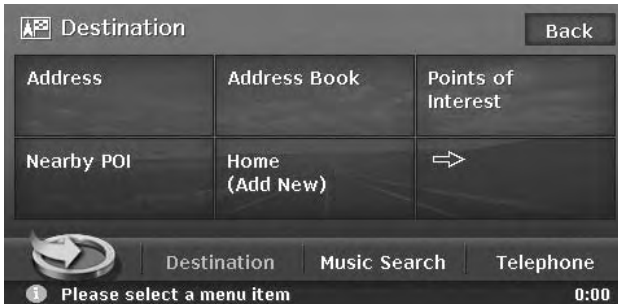 Destination
Back
Address
Address Book
Points of
Interest
Nearby POI
Home
(Add New)
Destination
Music Search
Telephone
Please select a menu item
0:00